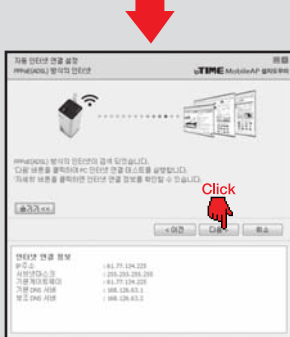 자동 인터넷 연결 설정
PPPoE(ADSL) 방식의 인터넷
ipTIME MobileAP 설치도우미
PPPoE(ADSL) 방식의 인터넷이 검색 되었습니다.
'다음' 버튼을 클릭하여 PC 인터넷 연결 테스트를 실행합니다.
'자세히' 버튼을 클릭하면 인터넷 연결 정보를 확인할 수 있습니다.
Click
숨기기 <<
< 이전 다음 > 취소
인터넷 연결 정보
IP주소 : 61.77.134.225
서브넷마스크 : 255.255.255.255
기본게이트웨이 : 61.77.134.225
기본 DNS 서버 : 168.126.63.1
보조 DNS 서버 : 168.126.63.2